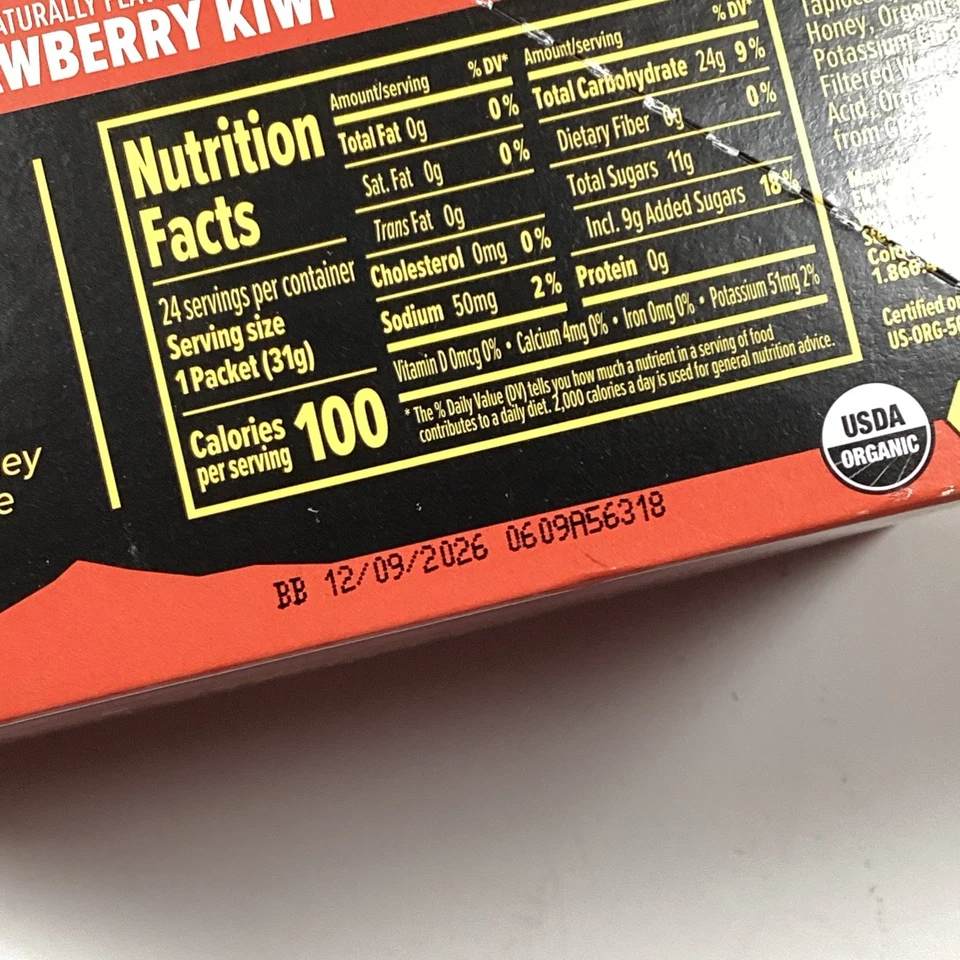 STRAWBERRY KIWI
Nutrition
Facts
24 servings per container
Serving size
1 Packet (31g)
Calories
per serving
100
Amount/serving % DV*
Total Fat 0g 0%
Sat. Fat 0g 0%
Trans Fat 0g
Cholesterol 0mg 0%
Sodium 50mg 2%
Amount/serving % DV*
Total Carbohydrate 24g 9%
Dietary Fiber 0g 0%
Total Sugars 11g
Incl. 9g Added Sugars 18%
Protein 0g
Vitamin D 0mcg 0% • Calcium 4mg 0% • Iron 0mg 0% • Potassium 51mg 2%
* The % Daily Value (DV) tells you how much a nutrient in a serving of food
contributes to a daily diet. 2,000 calories a day is used for general nutrition advice.
Honey, Organic
Potassium
Filtered
Acid,
from
Certified
US-ORG-
USDA
ORGANIC
BB 12/09/2026 0609A56318